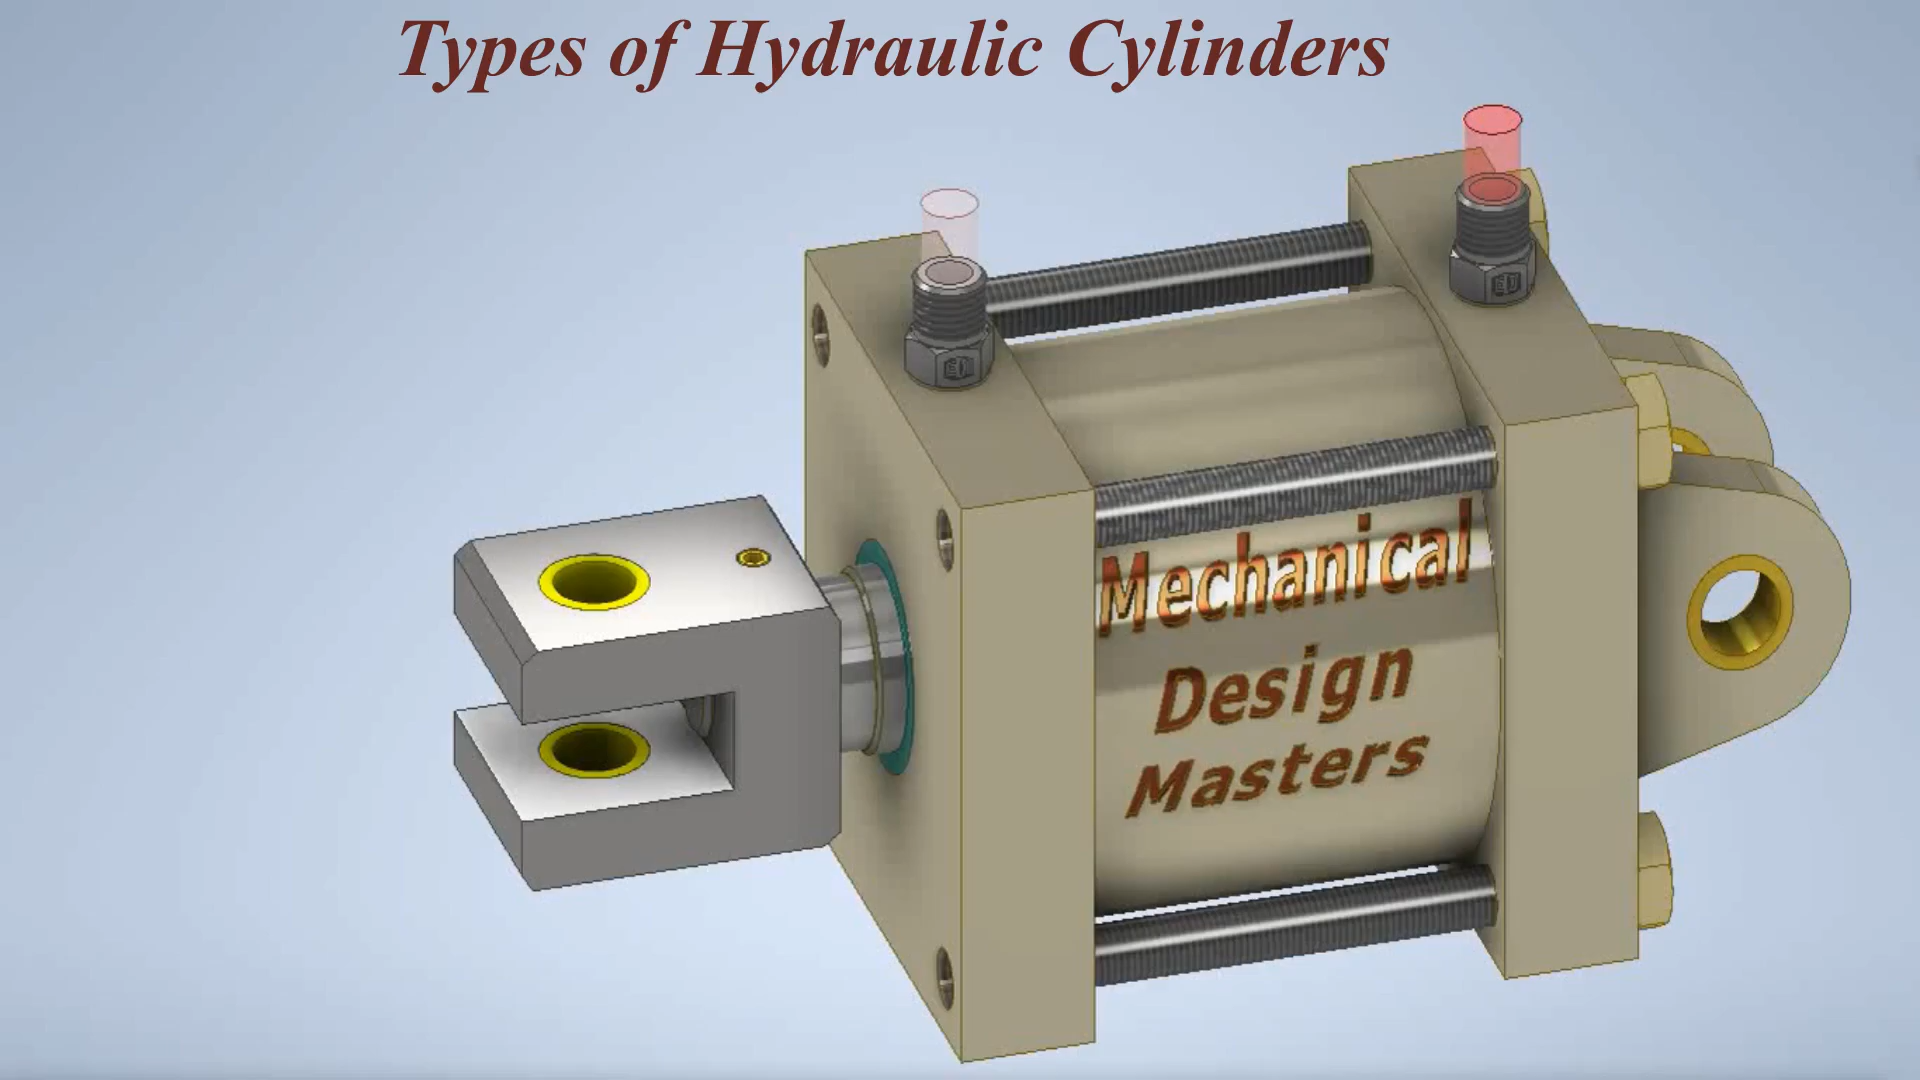 Types of Hydraulic Cylinders
Mechanical
Design
Masters